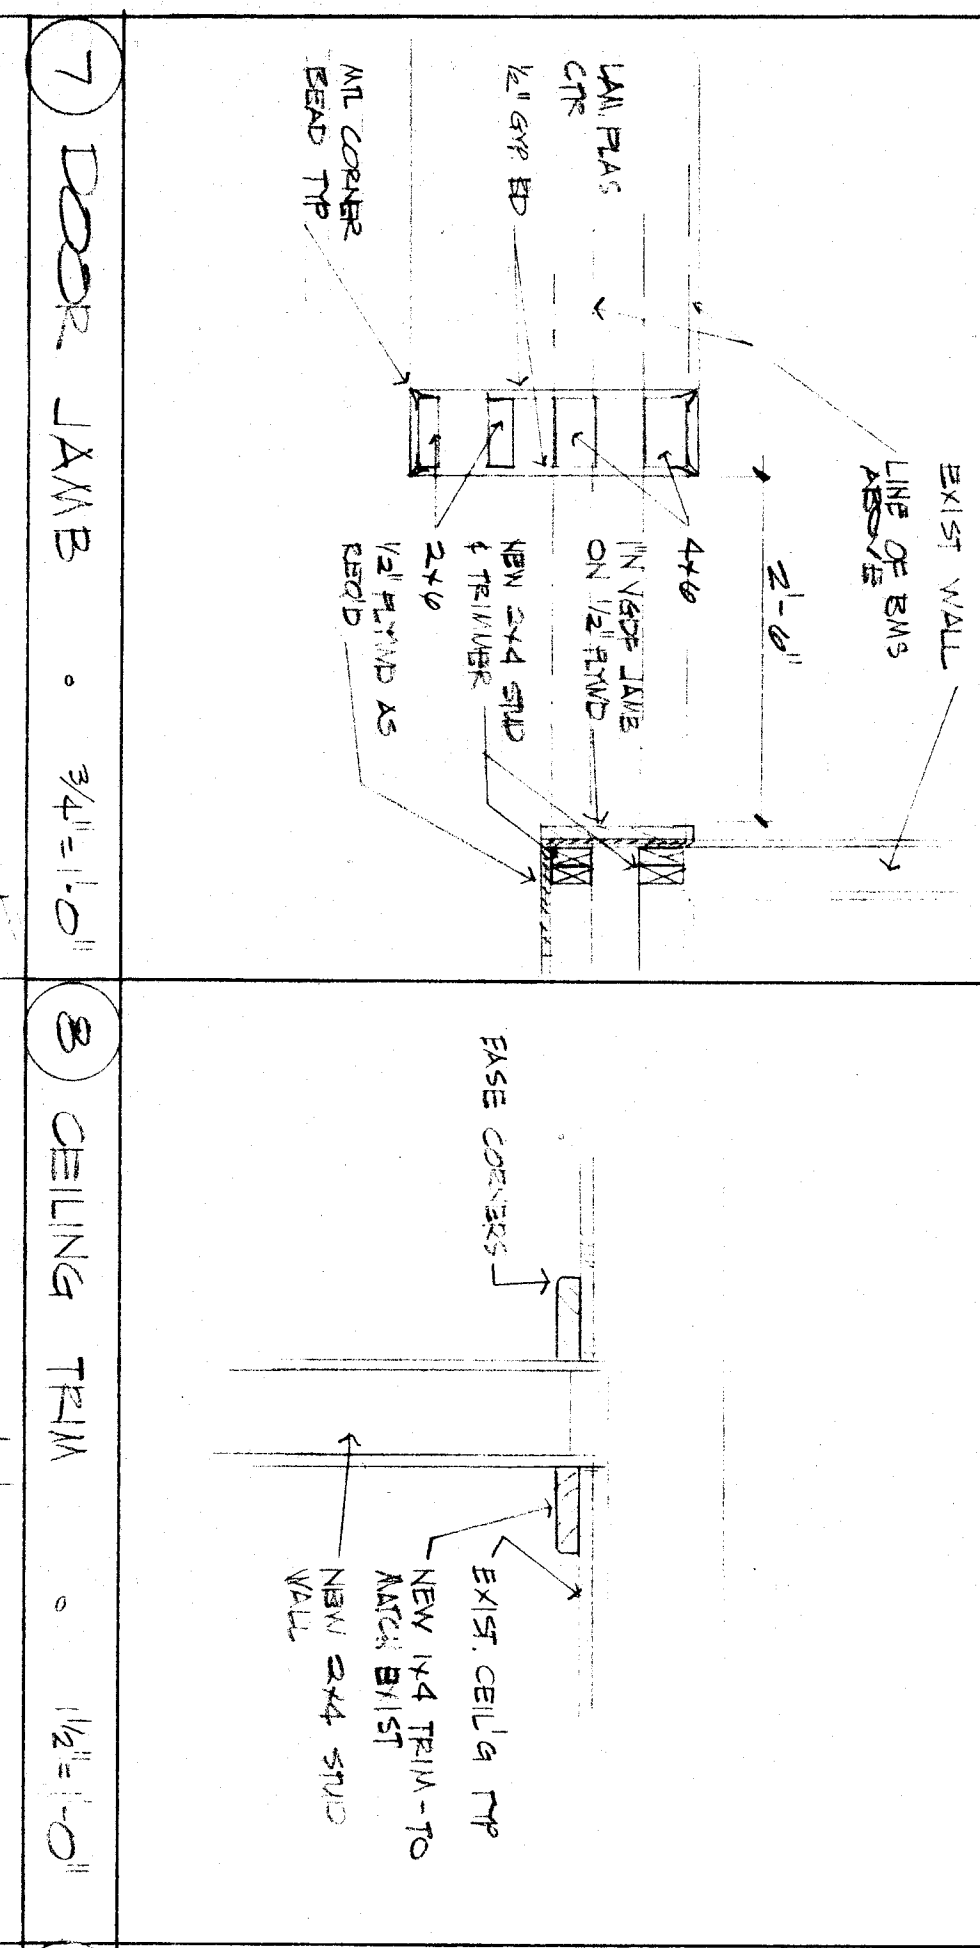 EXIST WALL
LINE OF BMS
ABOVE
2'-6"
LAM. PLAS
CTR
1/2" GYP. BD
MTL CORNER
BEAD TYP
4x6
1" VGDF JAMB
ON 1/2" PLYWD
NEW 2x4 STUD
& TRIMMER
2x6
1/2" PLYWD AS
REQ'D
7 DOOR JAMB • 3/4"=1'-0"
EASE CORNERS
EXIST. CEIL'G TYP
NEW 1x4 TRIM-TO
MATCH EXIST
NEW 2x4 STUD
WALL
8 CEILING TRIM • 1 1/2"=1'-0"